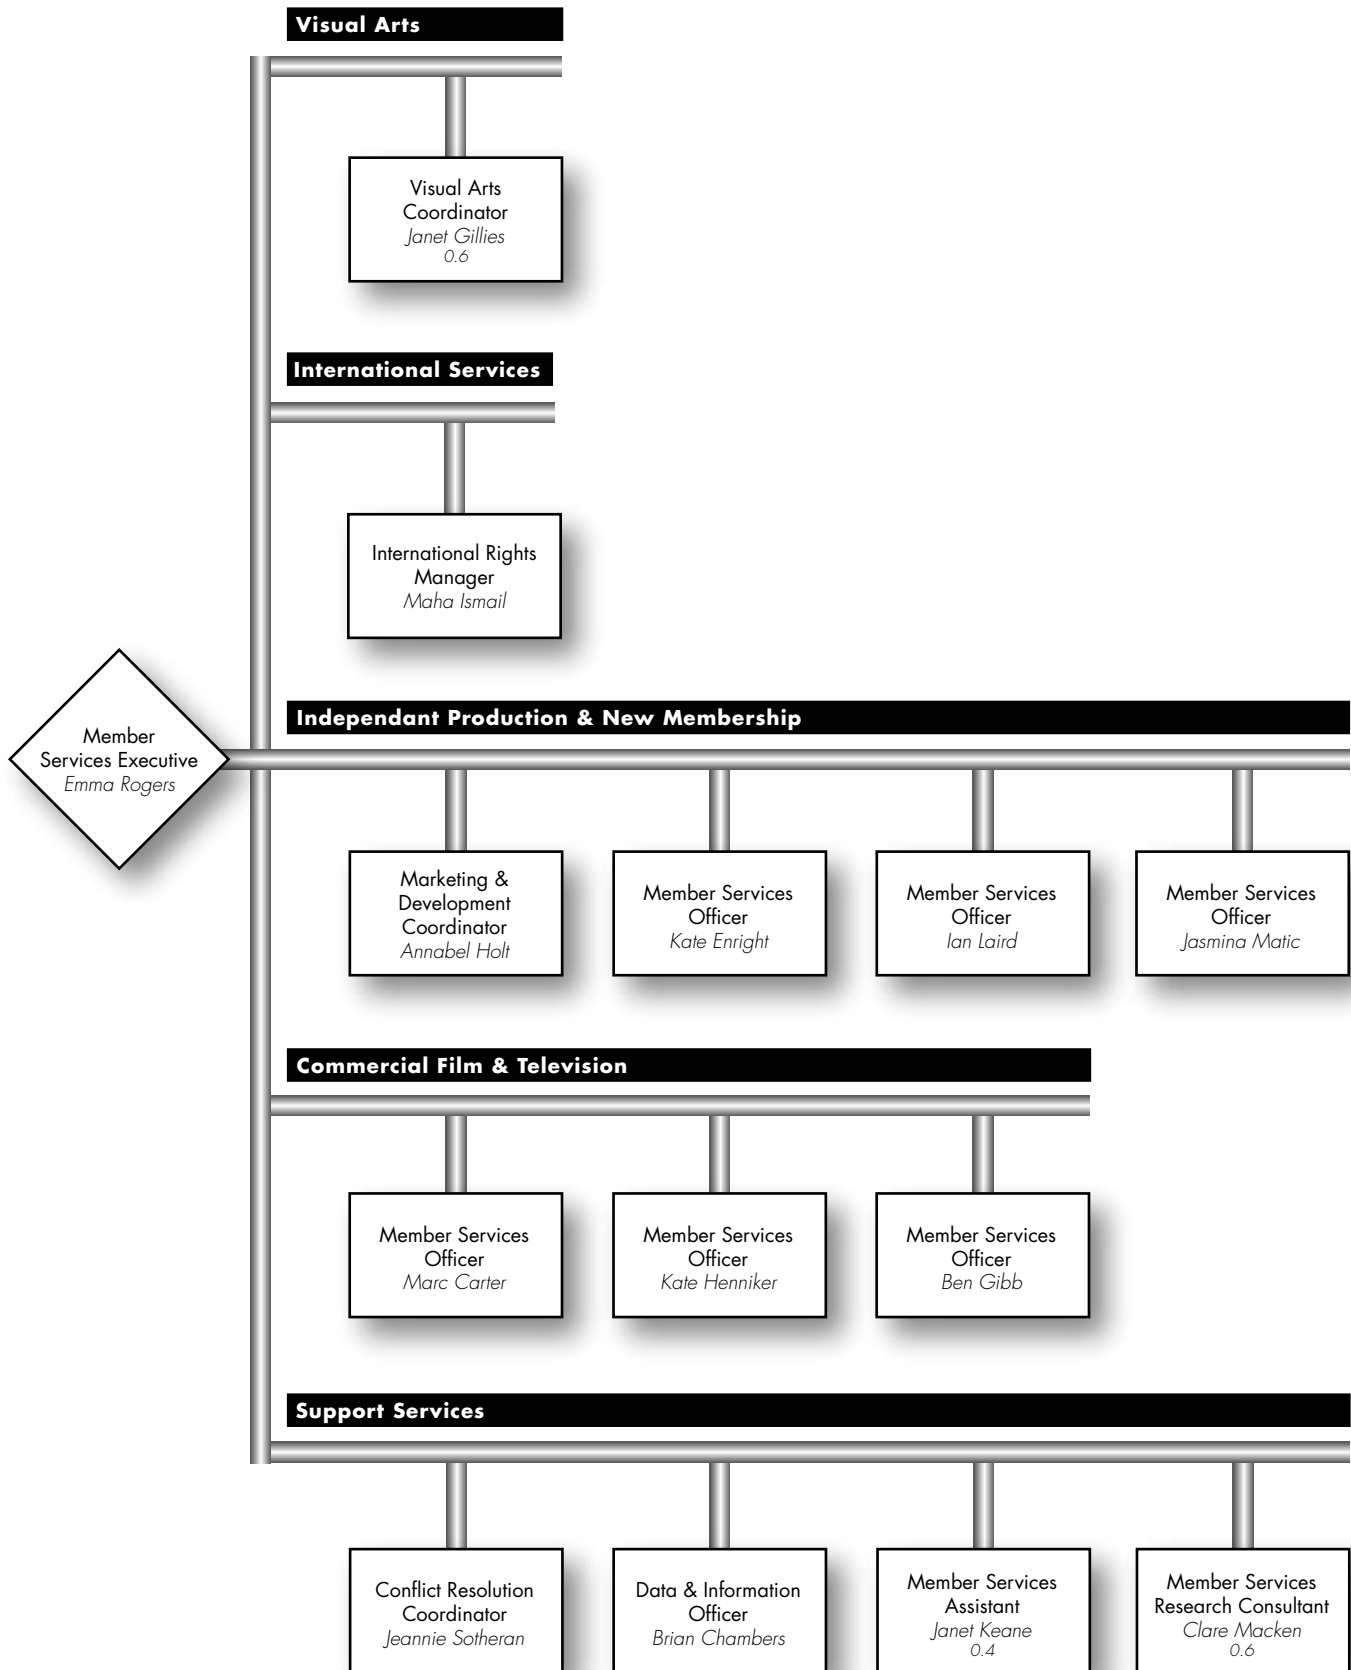 Visual Arts
Visual Arts
Coordinator
Janet Gillies
0.6
International Services
International Rights
Manager
Maha Ismail
Member
Services Executive
Emma Rogers
Independant Production & New Membership
Marketing &
Development
Coordinator
Annabel Holt
Member Services
Officer
Kate Enright
Member Services
Officer
Ian Laird
Member Services
Officer
Jasmina Matic
Commercial Film & Television
Member Services
Officer
Marc Carter
Member Services
Officer
Kate Henniker
Member Services
Officer
Ben Gibb
Support Services
Conflict Resolution
Coordinator
Jeannie Sotheran
Data & Information
Officer
Brian Chambers
Member Services
Assistant
Janet Keane
0.4
Member Services
Research Consultant
Clare Macken
0.6